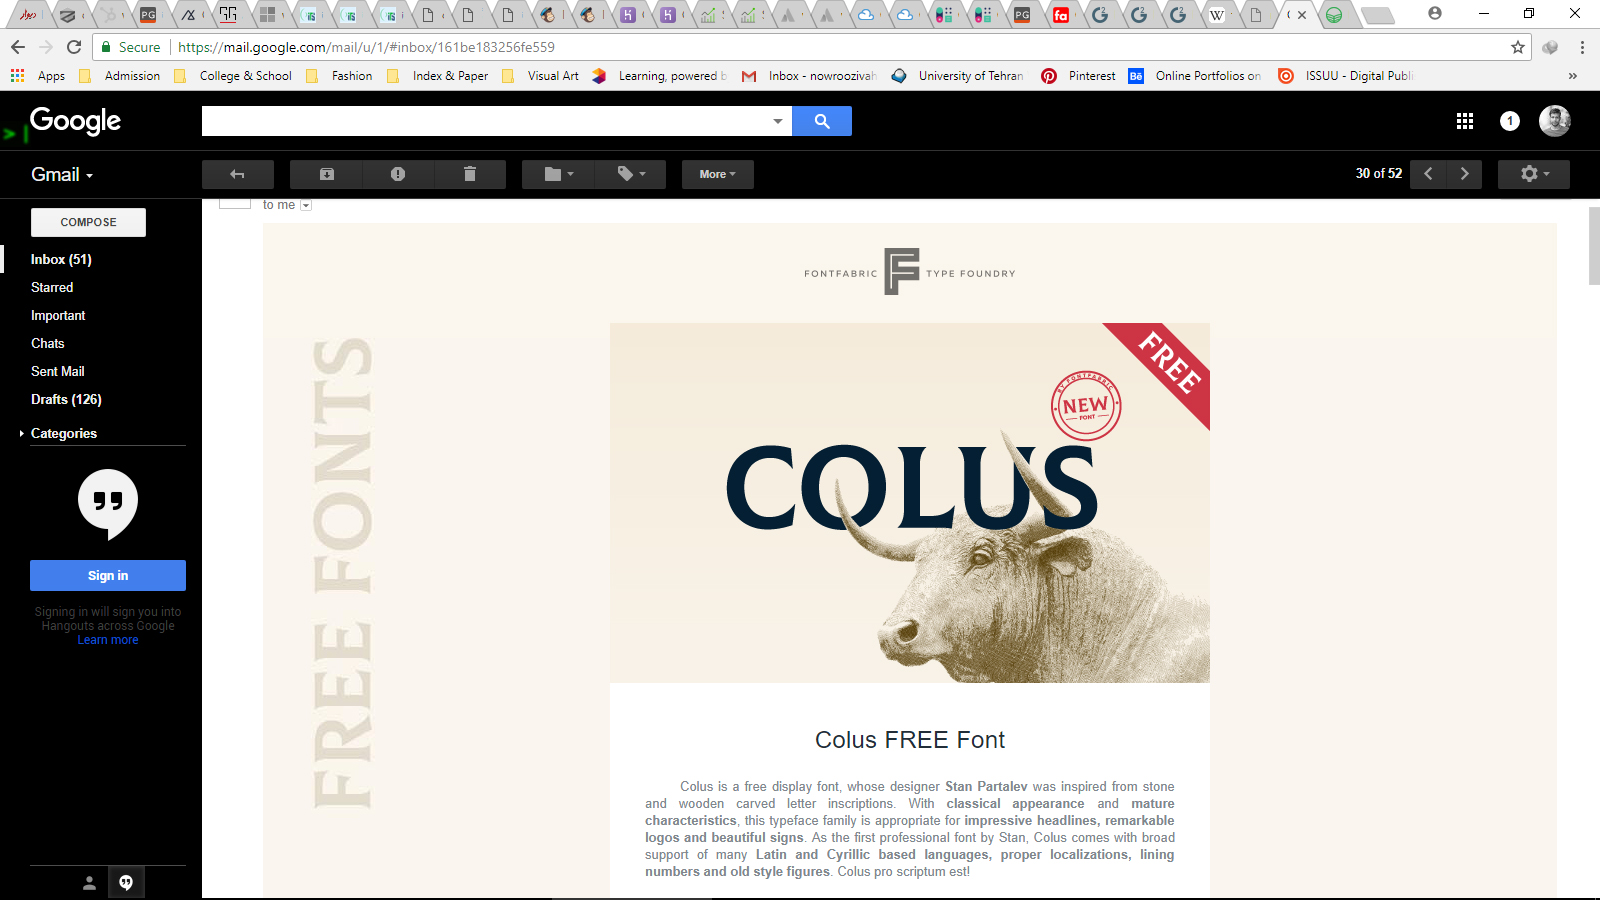 Secure
https://mail.google.com/mail/u/1/#inbox/161be183256fe559
Apps
Admission
College & School
Fashion
Index & Paper
Visual Art
Learning, powered b
Inbox - nowroozivah
University of Tehran
Pinterest
Bē
Online Portfolios on
ISSUU - Digital Publi
»
> |
Google
1
Gmail
More
30 of 52
COMPOSE
Inbox (51)
Starred
Important
Chats
Sent Mail
Drafts (126)
Categories
Sign in
Signing in will sign you into
Hangouts across Google
Learn more
to me
FONTFABRIC F TYPE FOUNDRY
FREE FONTS
FREE
BY FONTFABRIC
NEW
FONT
COLUS
Colus FREE Font
Colus is a free display font, whose designer Stan Partalev was inspired from stone
and wooden carved letter inscriptions. With classical appearance and mature
characteristics, this typeface family is appropriate for impressive headlines, remarkable
logos and beautiful signs. As the first professional font by Stan, Colus comes with broad
support of many Latin and Cyrillic based languages, proper localizations, lining
numbers and old style figures. Colus pro scriptum est!